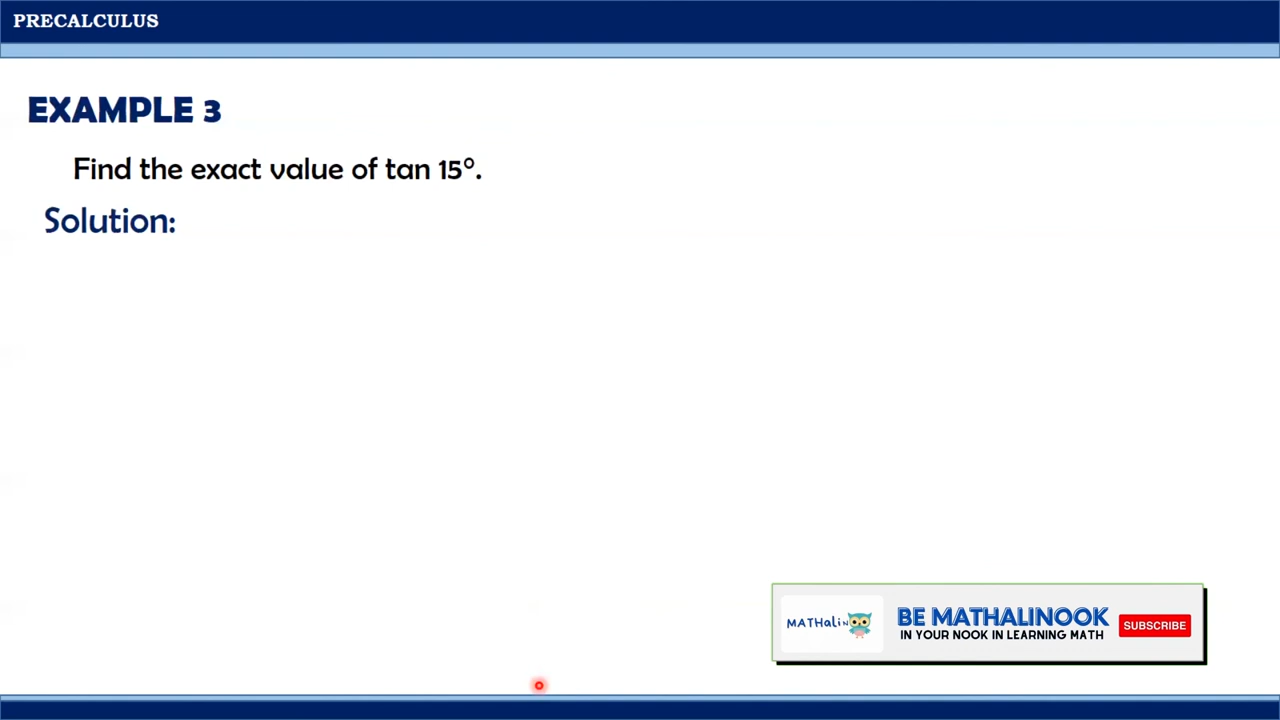 PRECALCULUS
EXAMPLE 3
Find the exact value of tan 15°.
Solution:
MATHalin
BE MATHALINOOK
IN YOUR NOOK IN LEARNING MATH
SUBSCRIBE